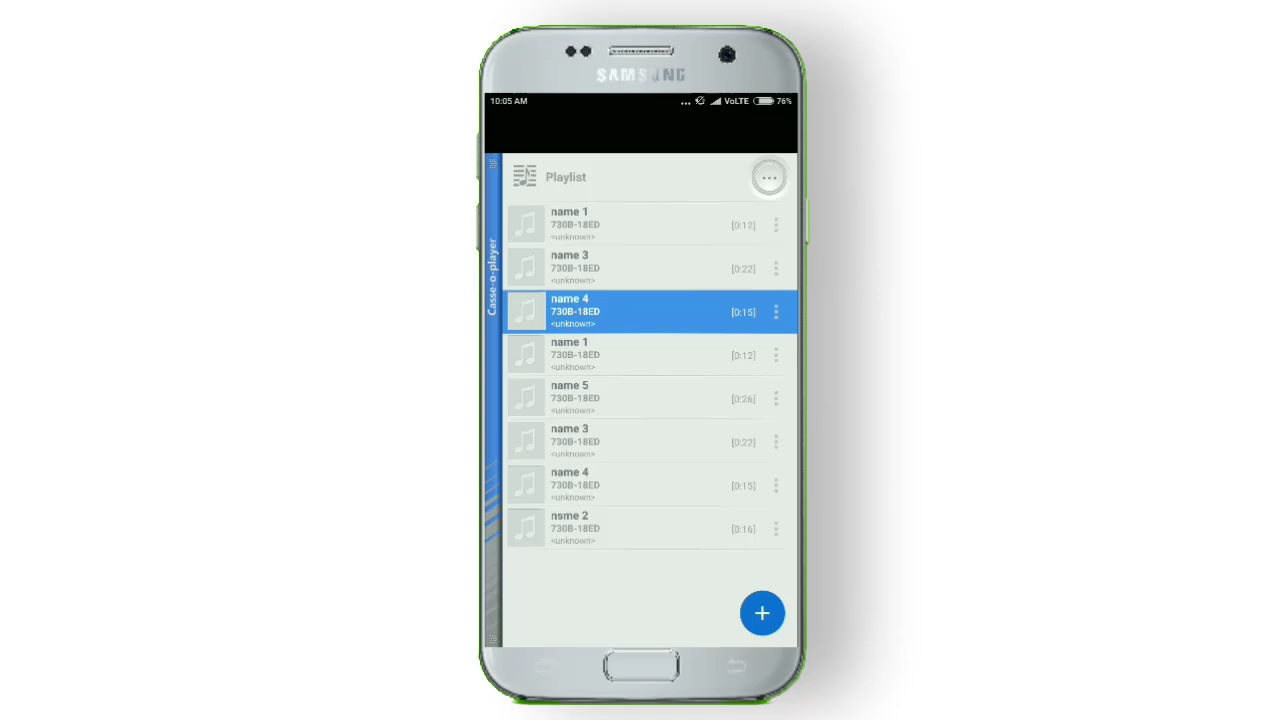 SAMSUNG
10:05 AM
VoLTE 76%
Casse-o-player
Playlist
name 1
730B-18ED
[0:12]
<unknown>
name 3
730B-18ED
[0:22]
<unknown>
name 4
730B-18ED
[0:15]
<unknown>
name 1
730B-18ED
[0:12]
<unknown>
name 5
730B-18ED
[0:26]
<unknown>
name 3
730B-18ED
[0:22]
<unknown>
name 4
730B-18ED
[0:15]
<unknown>
nsme 2
730B-18ED
[0:16]
<unknown>